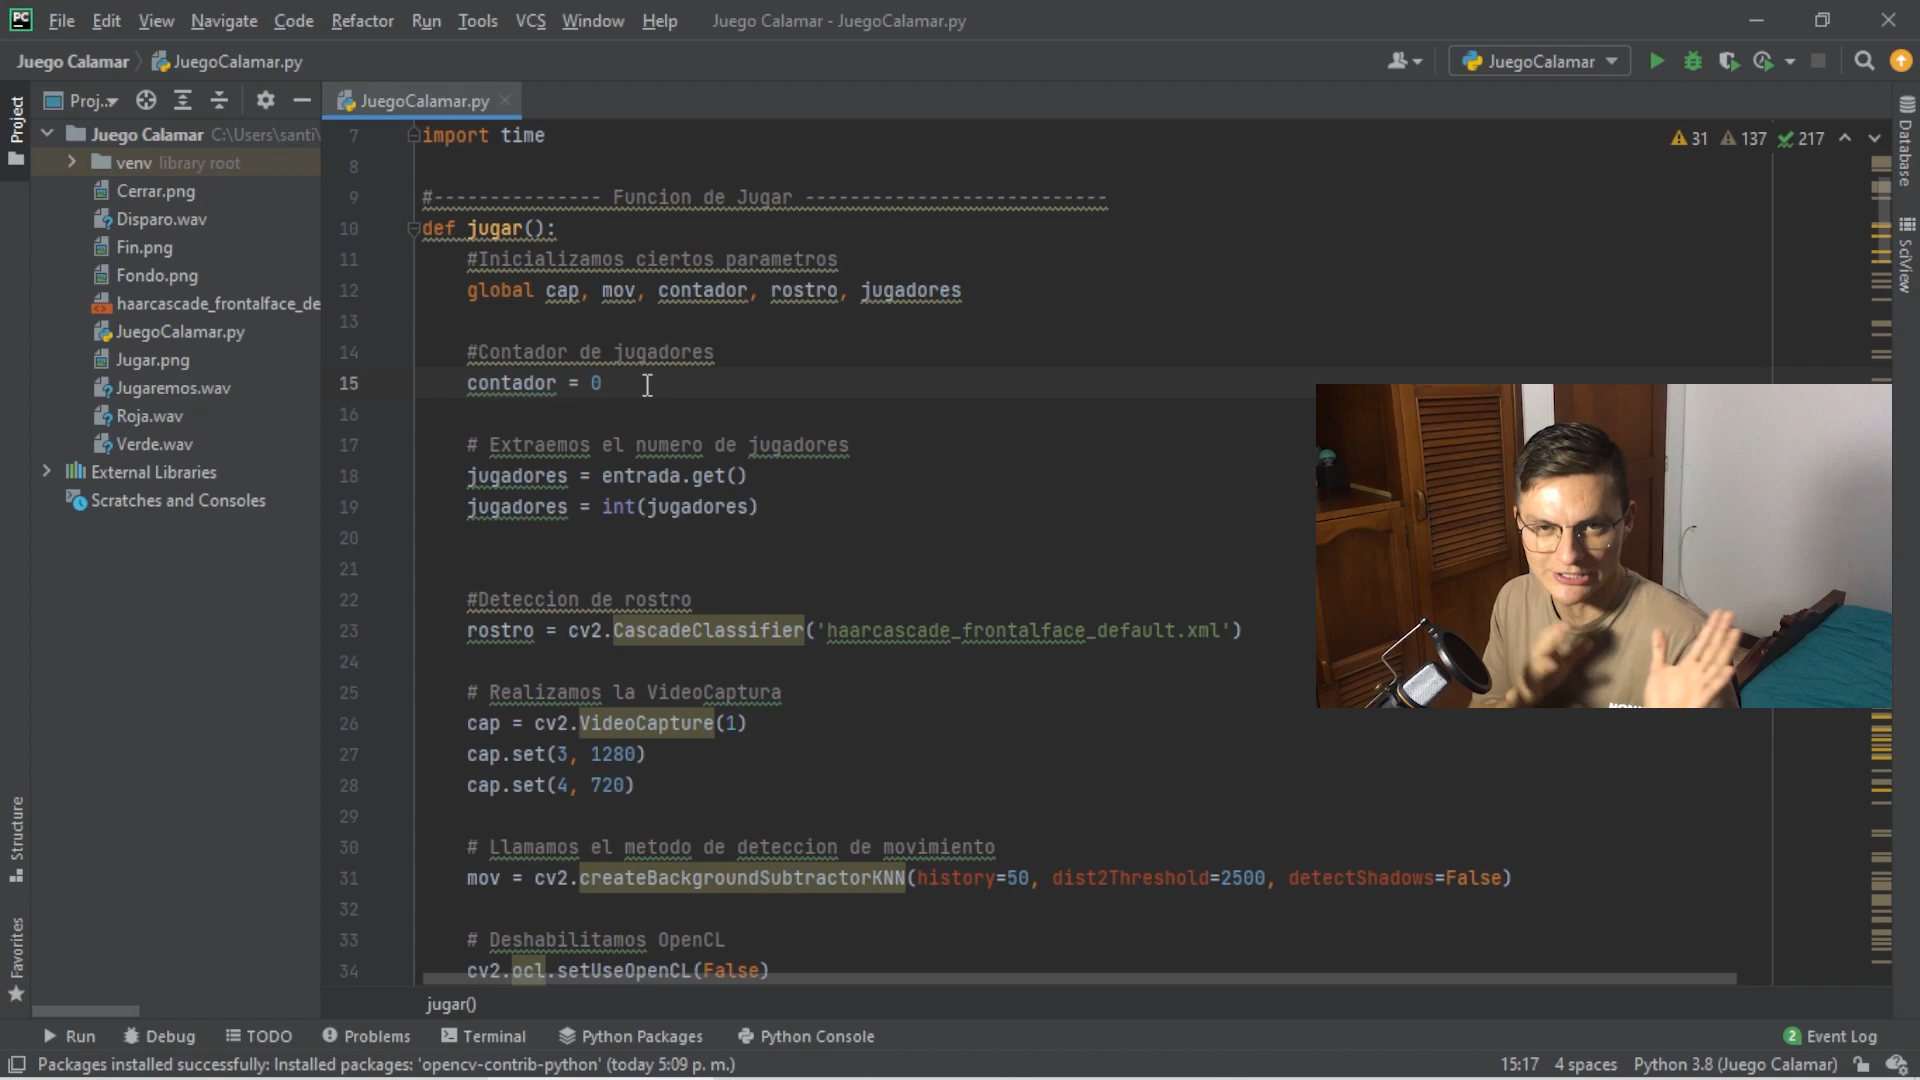 PC File Edit View Navigate Code Refactor Run Tools VCS Window Help Juego Calamar - JuegoCalamar.py
Juego Calamar JuegoCalamar.py JuegoCalamar
Proj.. JuegoCalamar.py
Project
Juego Calamar C:\Users\santi\
venv library root
Cerrar.png
Disparo.wav
Fin.png
Fondo.png
haarcascade_frontalface_de
JuegoCalamar.py
Jugar.png
Jugaremos.wav
Roja.wav
Verde.wav
External Libraries
Scratches and Consoles
Structure
Favorites
31 137 217
Database
SciView
7 import time
8
9 #--------------- Funcion de Jugar ---------------------------
10 def jugar():
11 #Inicializamos ciertos parametros
12 global cap, mov, contador, rostro, jugadores
13
14 #Contador de jugadores
15 contador = 0
16
17 # Extraemos el numero de jugadores
18 jugadores = entrada.get()
19 jugadores = int(jugadores)
20
21
22 #Deteccion de rostro
23 rostro = cv2.CascadeClassifier('haarcascade_frontalface_default.xml')
24
25 # Realizamos la VideoCaptura
26 cap = cv2.VideoCapture(1)
27 cap.set(3, 1280)
28 cap.set(4, 720)
29
30 # Llamamos el metodo de deteccion de movimiento
31 mov = cv2.createBackgroundSubtractorKNN(history=50, dist2Threshold=2500, detectShadows=False)
32
33 # Deshabilitamos OpenCL
34 cv2.ocl.setUseOpenCL(False)
jugar()
Run Debug TODO Problems Terminal Python Packages Python Console 2 Event Log
Packages installed successfully: Installed packages: 'opencv-contrib-python' (today 5:09 p. m.) 15:17 4 spaces Python 3.8 (Juego Calamar)